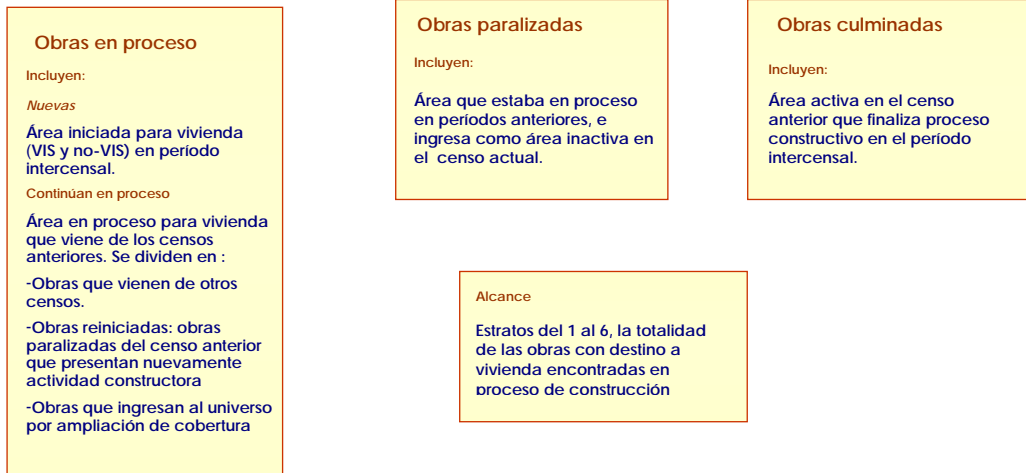 Obras en proceso
Incluyen:
Nuevas
Área iniciada para vivienda
(VIS y no-VIS) en período
intercensal.
Continúan en proceso
Área en proceso para vivienda
que viene de los censos
anteriores. Se dividen en :
-Obras que vienen de otros
censos.
-Obras reiniciadas: obras
paralizadas del censo anterior
que presentan nuevamente
actividad constructora
-Obras que ingresan al universo
por ampliación de cobertura
Obras paralizadas
Incluyen:
Área que estaba en proceso
en períodos anteriores, e
ingresa como área inactiva en
el censo actual.
Obras culminadas
Incluyen:
Área activa en el censo
anterior que finaliza proceso
constructivo en el período
intercensal.
Alcance
Estratos del 1 al 6, la totalidad
de las obras con destino a
vivienda encontradas en
proceso de construcción